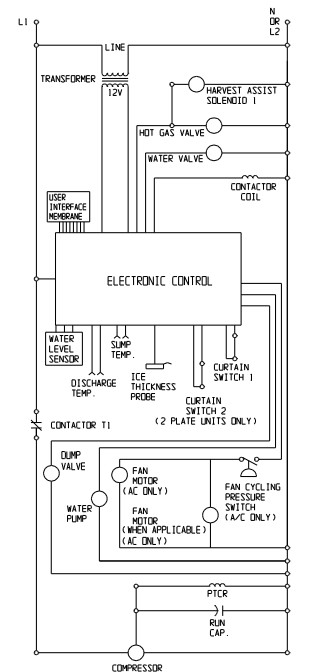 N
OR
L2
L1
LINE
TRANSFORMER
12V
HARVEST ASSIST
SOLENOID 1
HOT GAS VALVE
WATER VALVE
CONTACTOR
COIL
USER
INTERFACE
MEMBRANE
ELECTRONIC CONTROL
WATER
LEVEL
SENSOR
SUMP
TEMP.
DISCHARGE
TEMP.
ICE
THICKNESS
PROBE
CURTAIN
SWITCH 1
CURTAIN
SWITCH 2
(2 PLATE UNITS ONLY)
CONTACTOR T1
DUMP
VALVE
WATER
PUMP
FAN
MOTOR
(AC ONLY)
FAN
MOTOR
(WHEN APPLICABLE)
(AC ONLY)
FAN CYCLING
PRESSURE
SWITCH
(A/C ONLY)
PTCR
RUN
CAP.
COMPRESSOR